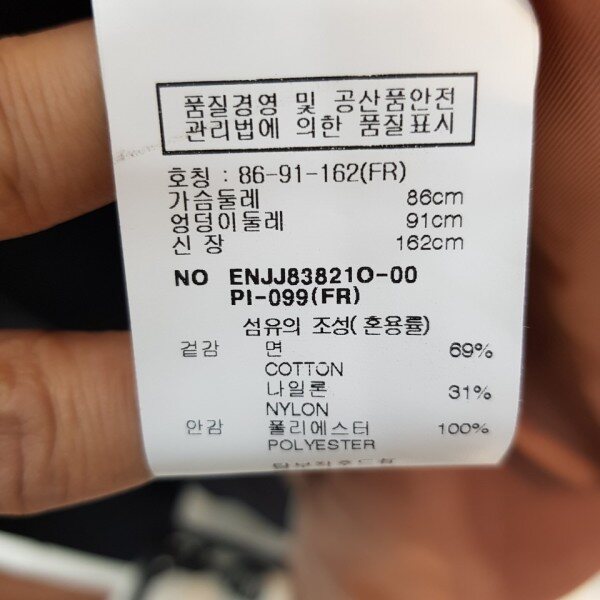 품질경영 및 공산품안전
관리법에 의한 품질표시
호칭 : 86-91-162(FR)
가슴둘레 86cm
엉덩이둘레 91cm
신 장 162cm
NO ENJJ83821O-00
PI-099(FR)
섬유의 조성( 혼용률)
겉감 면 69%
COTTON
나일론 31%
NYLON
안감 폴리에스터 100%
POLYESTER